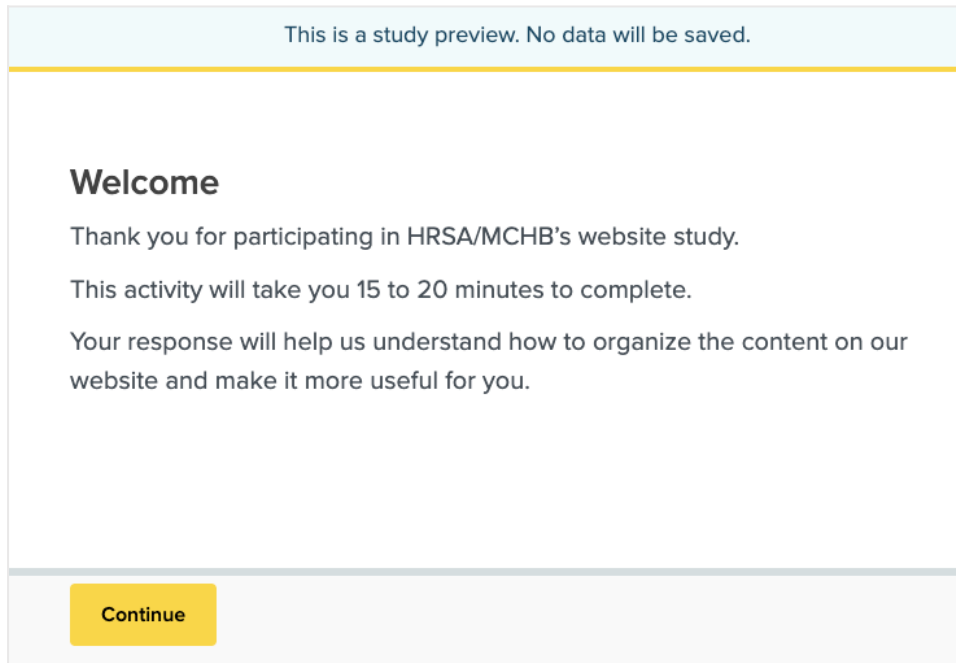 This is a study preview. No data will be saved.
Welcome
Thank you for participating in HRSA/MCHB’s website study.
This activity will take you 15 to 20 minutes to complete.
Your response will help us understand how to organize the content on our
website and make it more useful for you.
Continue